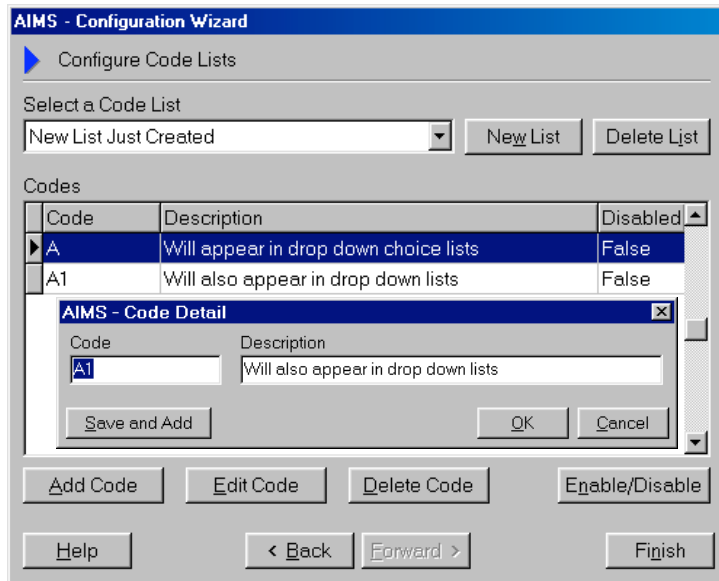 AIMS - Configuration Wizard
Configure Code Lists
Select a Code List
New List Just Created New List Delete List
Codes
Code Description Disabled
A Will appear in drop down choice lists False
A1 Will also appear in drop down lists False
AIMS - Code Detail
Code Description
A1 Will also appear in drop down lists
Save and Add OK Cancel
Add Code Edit Code Delete Code Enable/Disable
Help < Back Forward > Finish